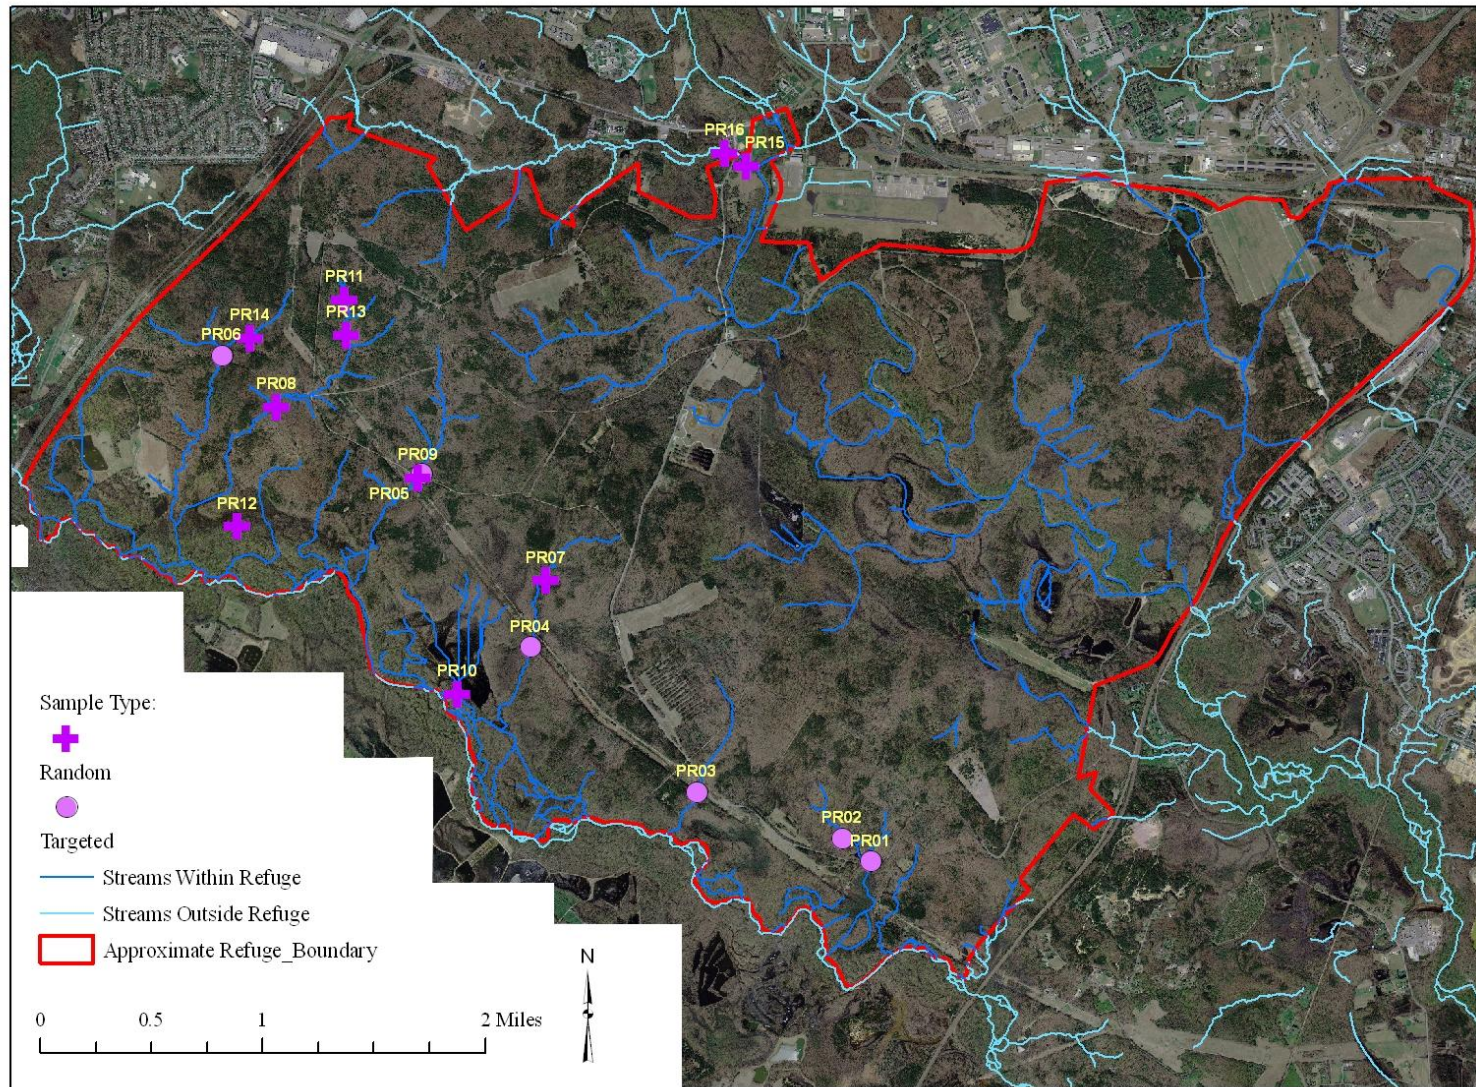 PR16
PR15
PR11
PR13
PR14
PR06
PR08
PR09
PR05
PR12
PR07
PR04
PR10
PR03
PR02
PR01
Sample Type:
Random
Targeted
Streams Within Refuge
Streams Outside Refuge
Approximate Refuge_Boundary
N
0 0.5 1 2 Miles